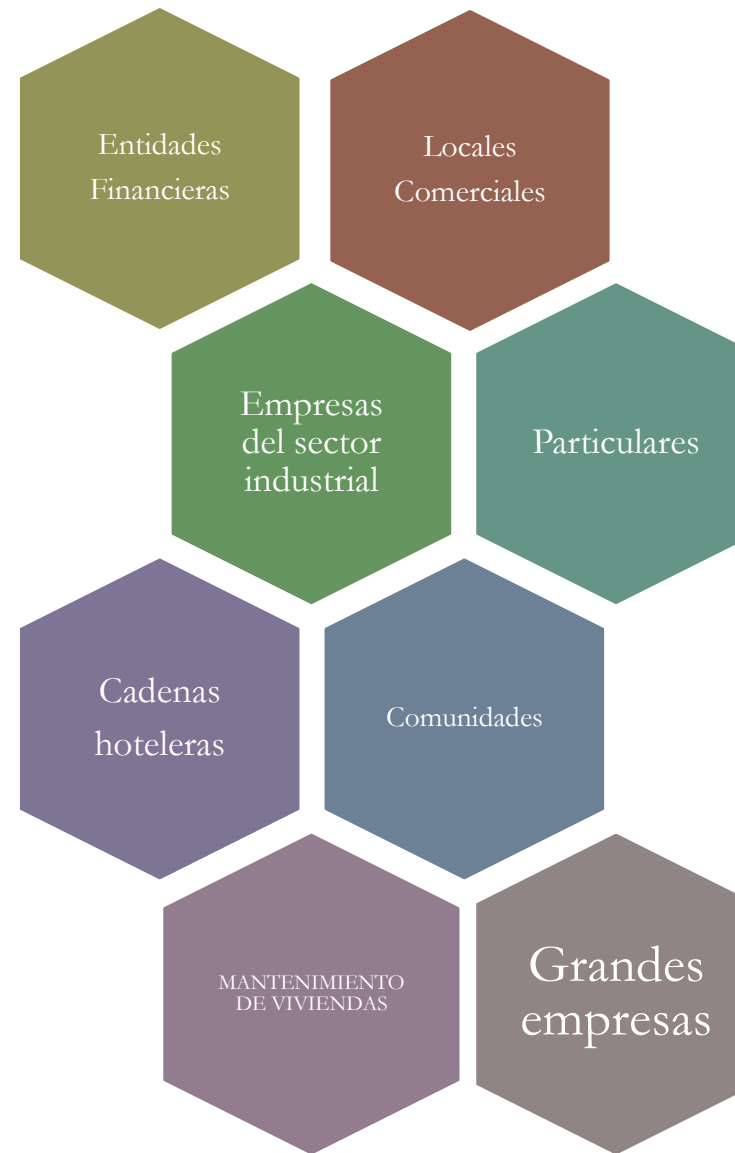 Entidades
Financieras
Locales
Comerciales
Empresas
del sector
industrial
Particulares
Cadenas
hoteleras
Comunidades
MANTENIMIENTO
DE VIVIENDAS
Grandes
empresas